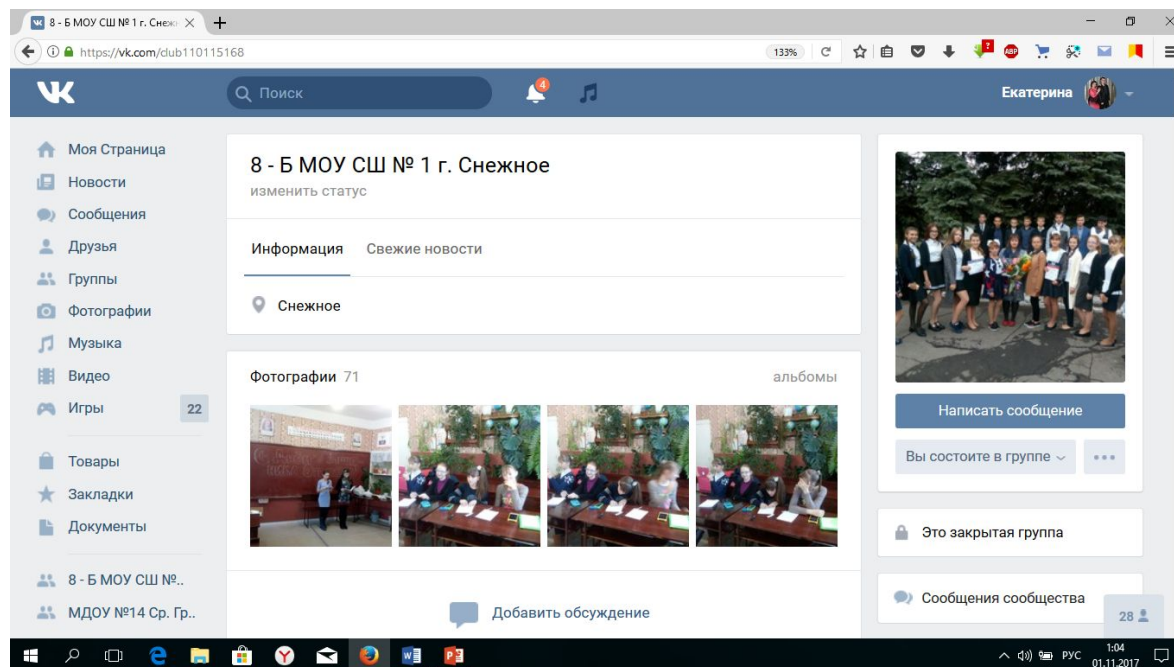 8 - Б МОУ СШ № 1 г. Снеж
https://vk.com/club110115168
133%
ABP
Поиск
4
Екатерина
Моя Страница
Новости
Сообщения
Друзья
Группы
Фотографии
Музыка
Видео
Игры 22
Товары
Закладки
Документы
8 - Б МОУ СШ №..
МДОУ №14 Ср. Гр..
8 - Б МОУ СШ № 1 г. Снежное
изменить статус
Информация Свежие новости
Снежное
Фотографии 71 альбомы
Добавить обсуждение
Написать сообщение
Вы состоите в группе
Это закрытая группа
Сообщения сообщества
28
РУС
1:04
01.11.2017